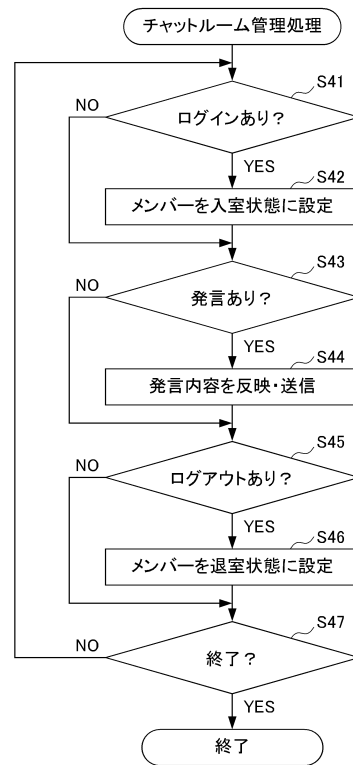 チャットルーム管理処理
S41
NO
ログインあり?
YES
S42
メンバーを入室状態に設定
S43
NO
発言あり?
YES
S44
発言内容を反映・送信
S45
NO
ログアウトあり?
YES
S46
メンバーを退室状態に設定
S47
NO
終了?
YES
終了